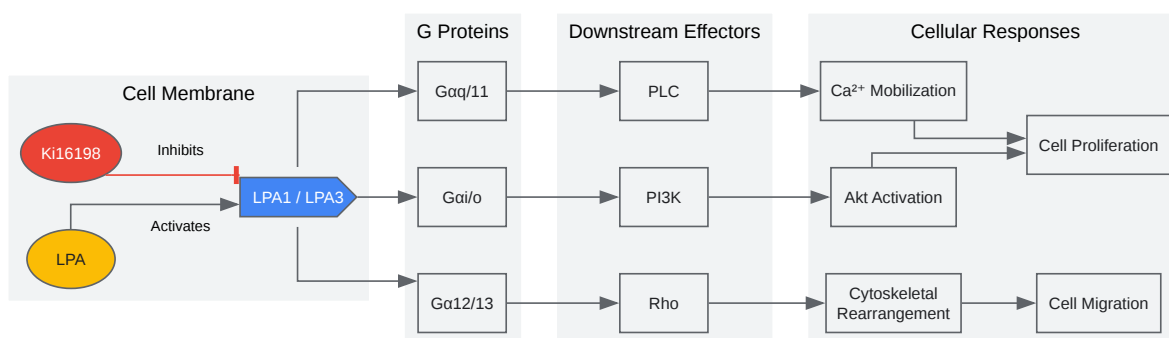 G Proteins
Downstream Effectors
Cellular Responses
Cell Membrane
Gαq/11
PLC
Ca²⁺ Mobilization
Ki16198
Inhibits
Cell Proliferation
LPA1 / LPA3
Gαi/o
PI3K
Akt Activation
Activates
LPA
Gα12/13
Rho
Cytoskeletal
Rearrangement
Cell Migration